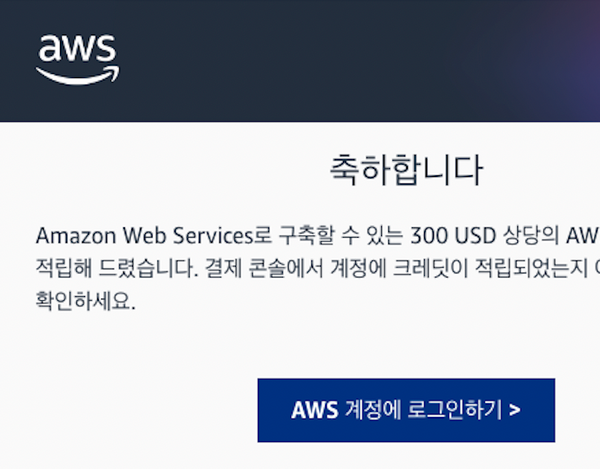 aws
축하합니다
Amazon Web Services로 구축할 수 있는 300 USD 상당의 AW
적립해 드렸습니다. 결제 콘솔에서 계정에 크레딧이 적립되었는지
확인하세요.
AWS 계정에 로그인하기 >